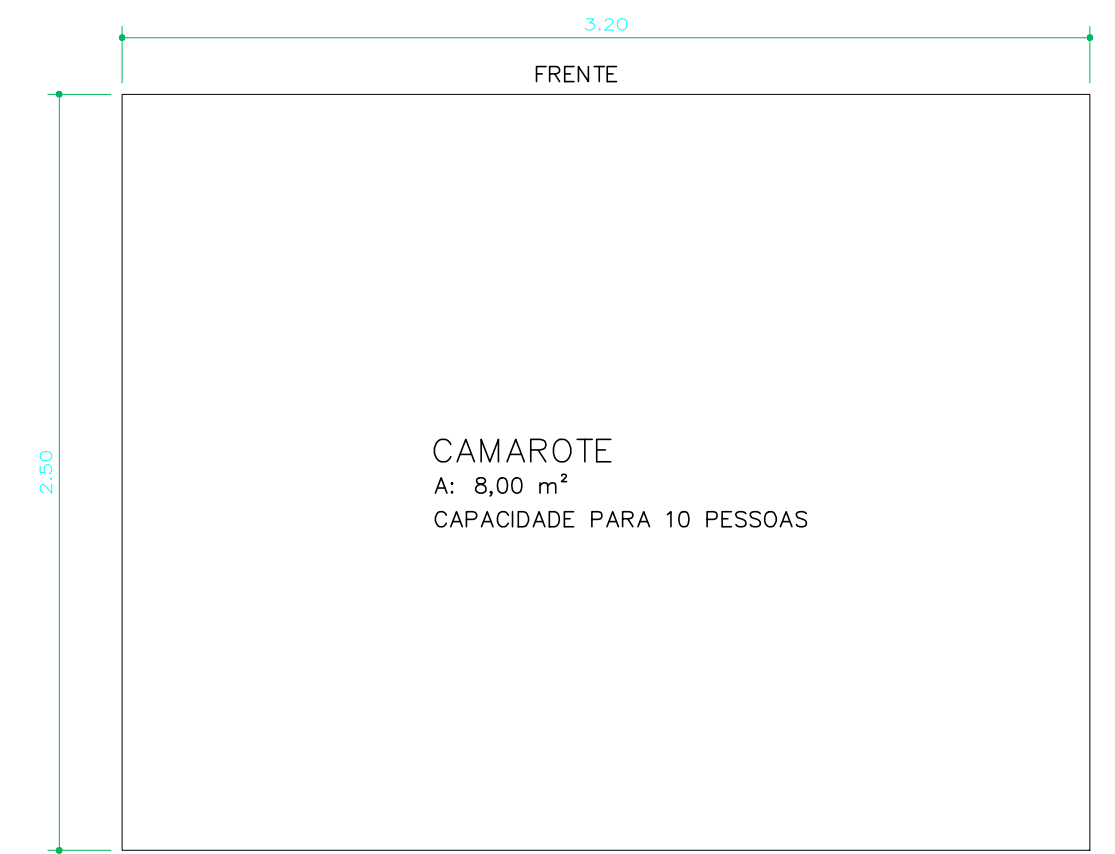 3.20
FRENTE
2.50
CAMAROTE
A: 8,00 m²
CAPACIDADE PARA 10 PESSOAS